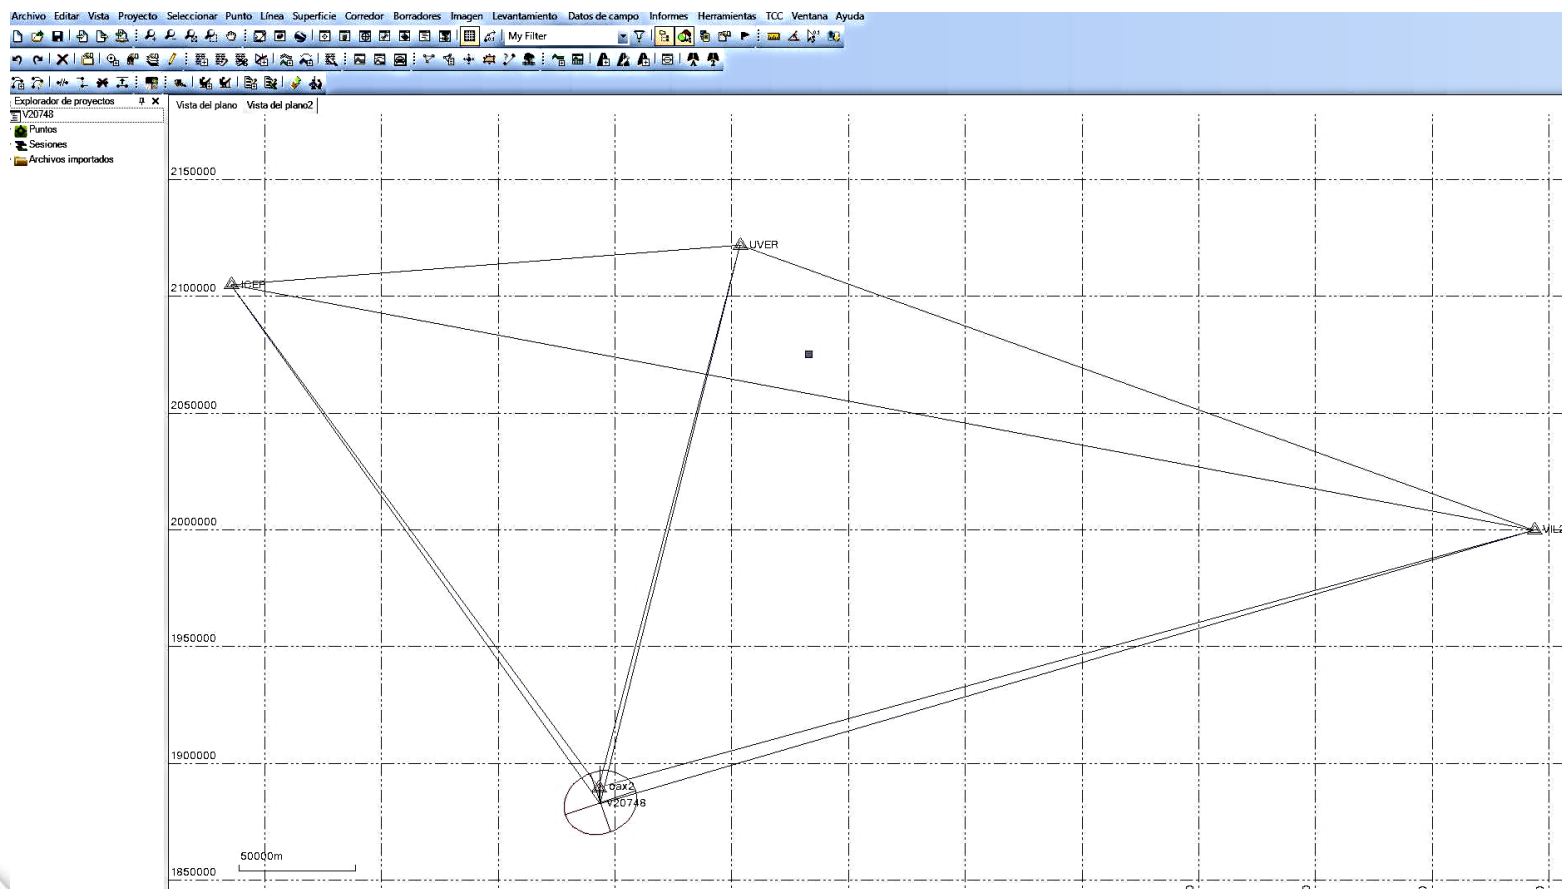 Archivo Editar Vista Proyecto Seleccionar Punto Línea Superficie Corredor Borradores Imagen Levantamiento Datos de campo Informes Herramientas TCC Ventana Ayuda
My Filter
Explorador de proyectos
V20748
Puntos
Sesiones
Archivos importados
Vista del plano Vista del plano2
2150000
UVER
2100000
2050000
2000000
1950000
1900000
oax2
V20748
50000m
1850000